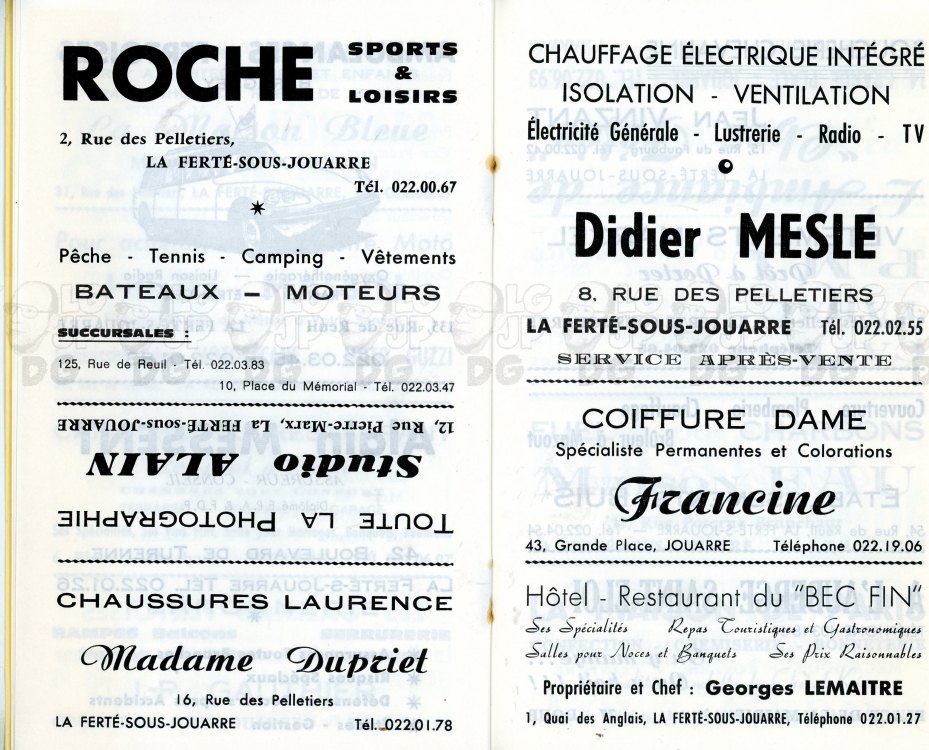 ROCHE SPORTS & LOISIRS
2, Rue des Pelletiers,
LA FERTÉ-SOUS-JOUARRE
Tél. 022.00.67
Pêche - Tennis - Camping - Vêtements
BATEAUX — MOTEURS
SUCCURSALES :
125, Rue de Reuil - Tél. 022.03.83
10, Place du Mémorial - Tél. 022.03.47
TOUTE LA PHOTOGRAPHIE
Studio ALAIN
12, Rue Pierre-Marx, La FERTÉ-sous-JOUARRE
CHAUSSURES LAURENCE
Madame Dupriet
16, Rue des Pelletiers
LA FERTÉ-SOUS-JOUARRE Tél. 022.01.78
CHAUFFAGE ÉLECTRIQUE INTÉGRÉ
ISOLATION - VENTILATION
Électricité Générale - Lustrerie - Radio - TV
Didier MESLE
8, RUE DES PELLETIERS
LA FERTÉ-SOUS-JOUARRE Tél. 022.02.55
SERVICE APRÈS-VENTE
COIFFURE DAME
Spécialiste Permanentes et Colorations
Francine
43, Grande Place, JOUARRE Téléphone 022.19.06
Hôtel - Restaurant du "BEC FIN"
Ses Spécialités Repas Touristiques et Gastronomiques
Salles pour Noces et Banquets Ses Prix Raisonnables
Propriétaire et Chef : Georges LEMAITRE
1, Quai des Anglais, LA FERTÉ-SOUS-JOUARRE, Téléphone 022.01.27